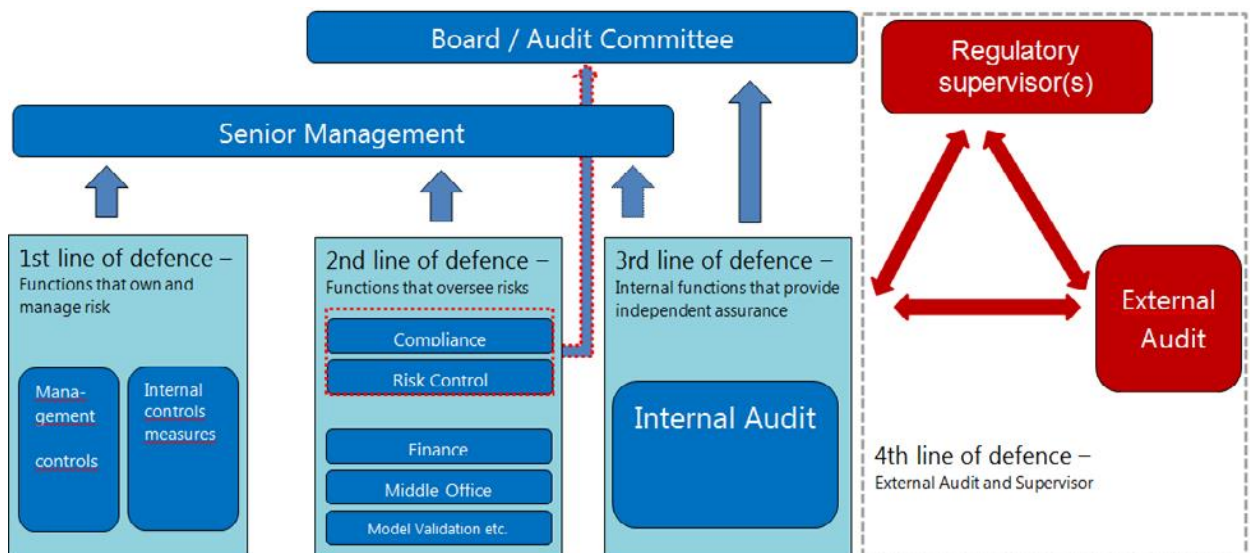 Board / Audit Committee
Senior Management
1st line of defence –
Functions that own and
manage risk
Mana-
gement
controls
Internal
controls
measures
2nd line of defence –
Functions that oversee risks
Compliance
Risk Control
Finance
Middle Office
Model Validation etc.
3rd line of defence –
Internal functions that provide
independent assurance
Internal Audit
Regulatory
supervisor(s)
External
Audit
4th line of defence –
External Audit and Supervisor